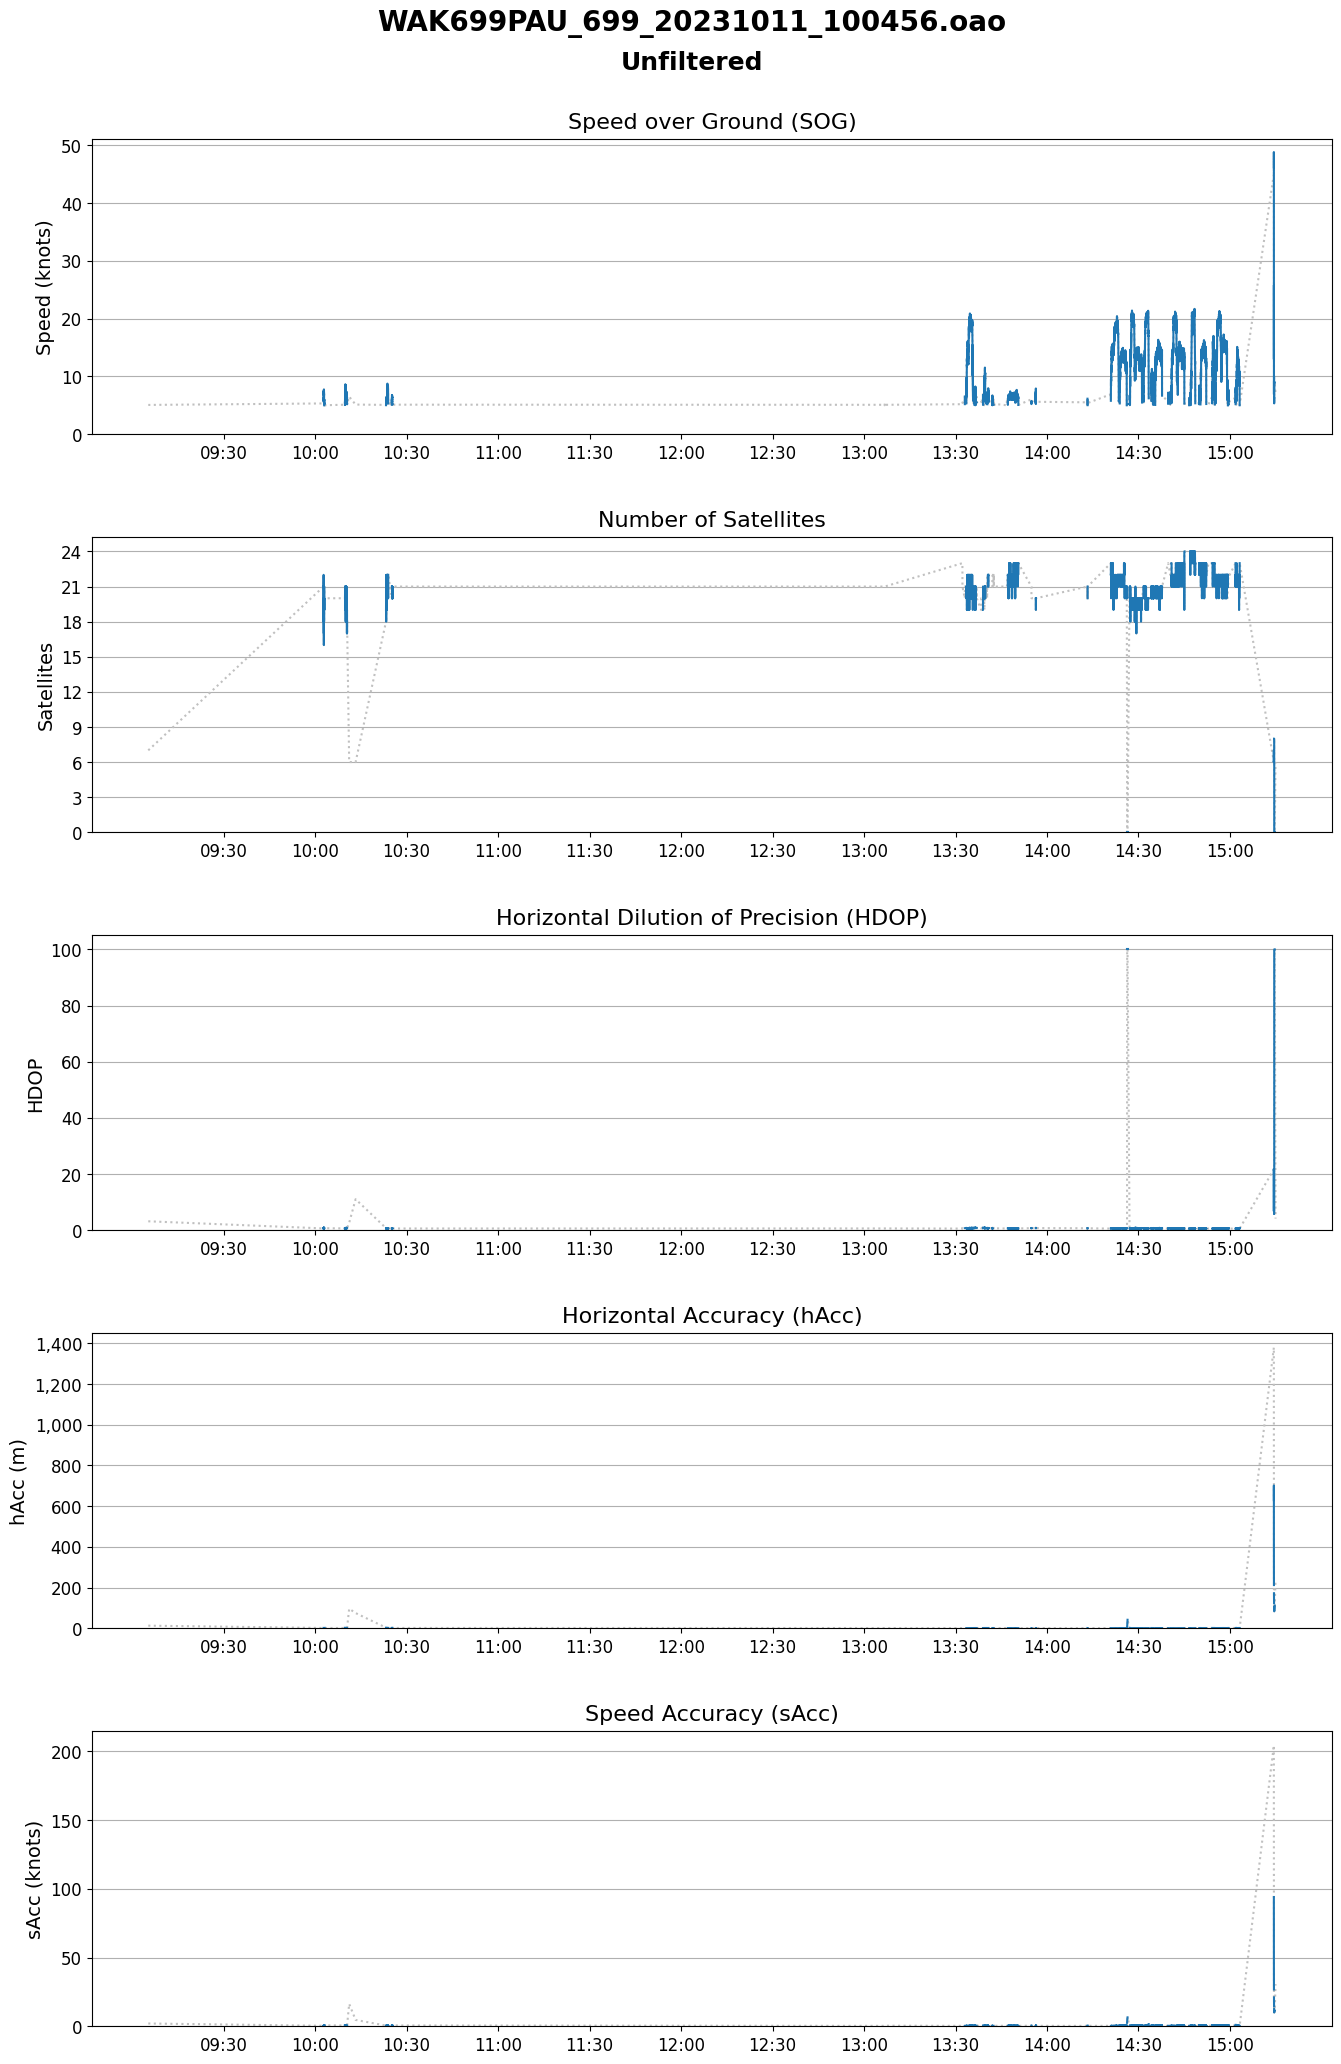 WAK699PAU_699_20231011_100456.oao
Unfiltered
Speed over Ground (SOG)
Speed (knots)
50
40
30
20
10
0
09:30 10:00 10:30 11:00 11:30 12:00 12:30 13:00 13:30 14:00 14:30 15:00
Number of Satellites
Satellites
24
21
18
15
12
9
6
3
0
09:30 10:00 10:30 11:00 11:30 12:00 12:30 13:00 13:30 14:00 14:30 15:00
Horizontal Dilution of Precision (HDOP)
HDOP
100
80
60
40
20
0
09:30 10:00 10:30 11:00 11:30 12:00 12:30 13:00 13:30 14:00 14:30 15:00
Horizontal Accuracy (hAcc)
hAcc (m)
1,400
1,200
1,000
800
600
400
200
0
09:30 10:00 10:30 11:00 11:30 12:00 12:30 13:00 13:30 14:00 14:30 15:00
Speed Accuracy (sAcc)
sAcc (knots)
200
150
100
50
0
09:30 10:00 10:30 11:00 11:30 12:00 12:30 13:00 13:30 14:00 14:30 15:00